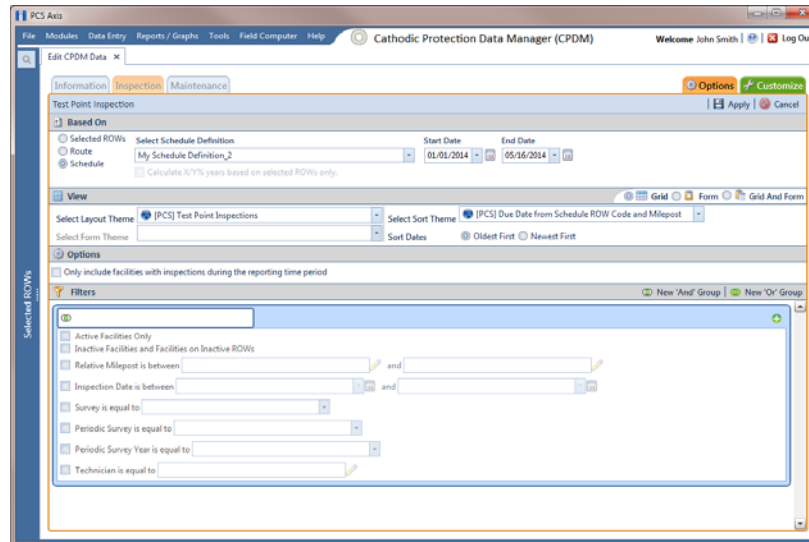 PCS Axis
File Modules Data Entry Reports / Graphs Tools Field Computer Help Cathodic Protection Data Manager (CPDM) Welcome John Smith | Log Ou
Edit CPDM Data ×
Information Inspection Maintenance Options Customize
Test Point Inspection | Apply | Cancel
Based On
Selected ROWs Select Schedule Definition Start Date End Date
Route
My Schedule Definition_2 01/01/2014 05/16/2014
Schedule
Calculate X/Y% years based on selected ROWs only.
View Grid Form Grid And Form
Select Layout Theme [PCS] Test Point Inspections Select Sort Theme [PCS] Due Date from Schedule ROW Code and Milepost
Select Form Theme Sort Dates Oldest First Newest First
Options
Only include facilities with inspections during the reporting time period
Filters New 'And' Group | New 'Or' Group
Active Facilities Only
Inactive Facilities and Facilities on Inactive ROWs
Relative Milepost is between and
Inspection Date is between and
Survey is equal to
Periodic Survey is equal to
Periodic Survey Year is equal to
Technician is equal to
Selected ROWs